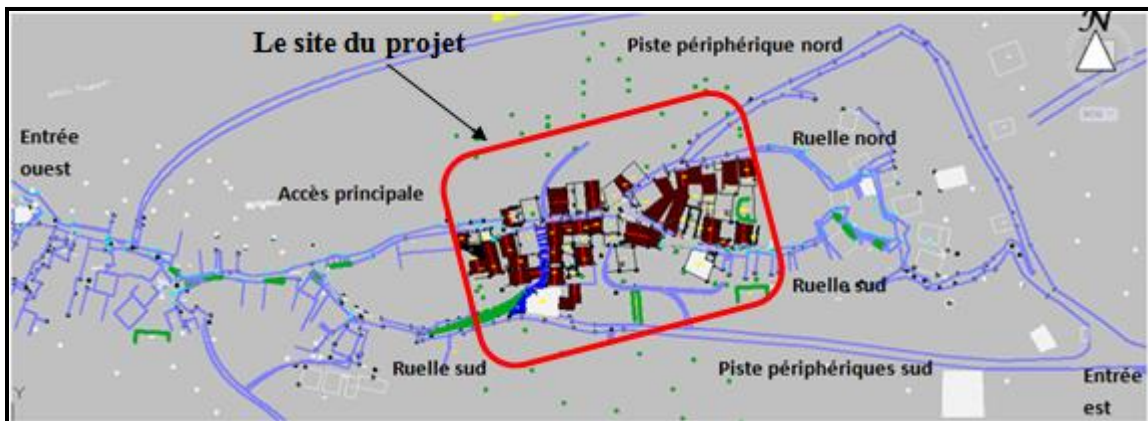 N
Le site du projet
Piste périphérique nord
Entrée
ouest
Ruelle nord
Accès principale
Ruelle sud
Ruelle sud
Piste périphériques sud
Entrée
est
Y